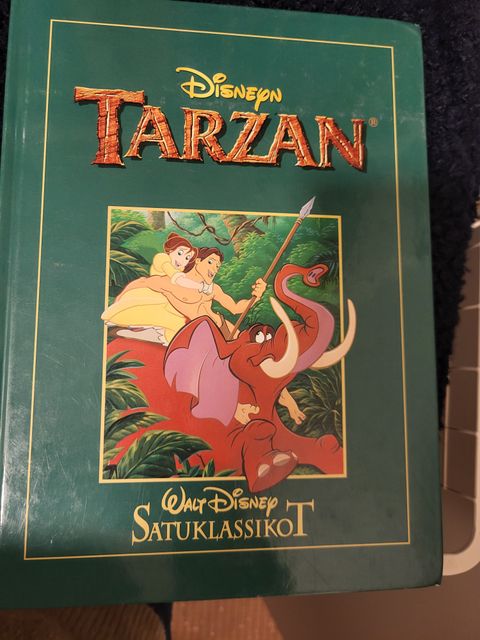 Disneyn
TARZAN®
Walt Disney
SATUKLASSIKOT